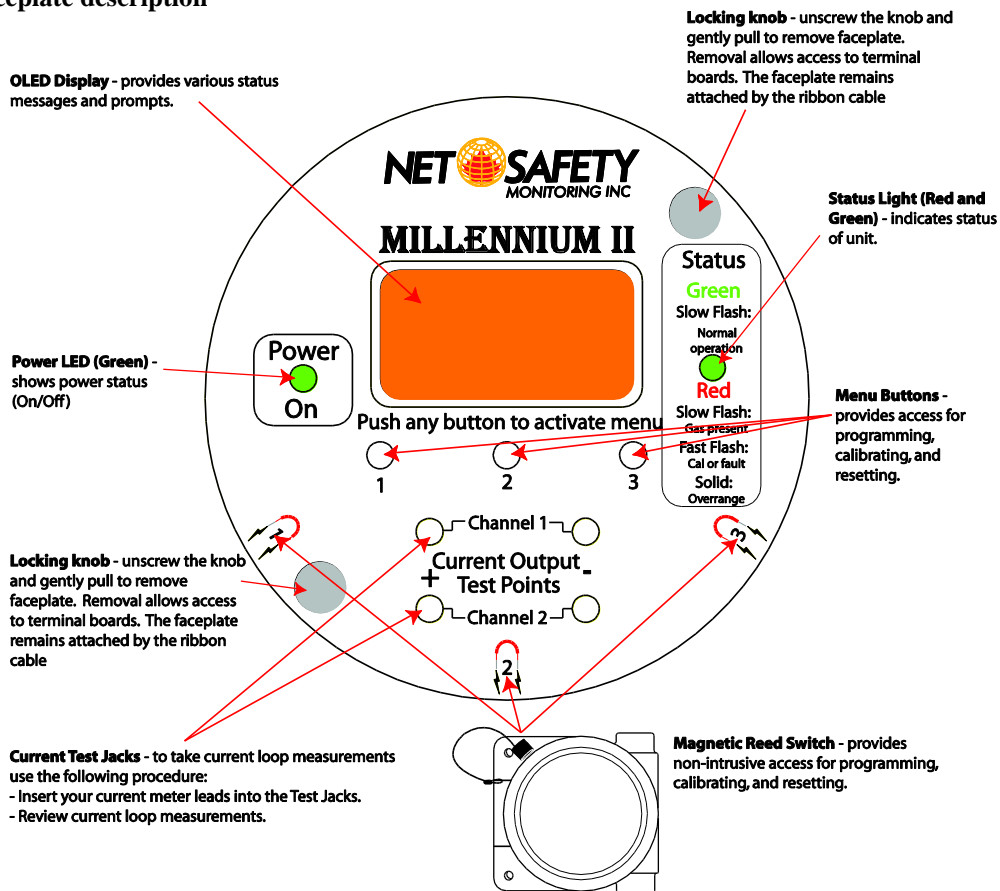 ceplate description
Locking knob - unscrew the knob and
gently pull to remove faceplate.
Removal allows access to terminal
boards. The faceplate remains
attached by the ribbon cable
OLED Display - provides various status
messages and prompts.
NET SAFETY
MONITORING INC
MILLENNIUM II
Status Light (Red and
Green) - indicates status
of unit.
Status
Green
Slow Flash:
Normal
operation
Red
Slow Flash:
Gas present
Fast Flash:
Cal or fault
Solid:
Overrange
Power LED (Green) -
shows power status
(On/Off)
Power
On
Push any button to activate menu
1
2
3
Menu Buttons -
provides access for
programming,
calibrating, and
resetting.
1
3
Channel 1
Current Output
+
-
Test Points
Channel 2
2
Locking knob - unscrew the knob
and gently pull to remove
faceplate. Removal allows access
to terminal boards. The faceplate
remains attached by the ribbon
cable
Current Test Jacks - to take current loop measurements
use the following procedure:
- Insert your current meter leads into the Test Jacks.
- Review current loop measurements.
Magnetic Reed Switch - provides
non-intrusive access for programming,
calibrating, and resetting.